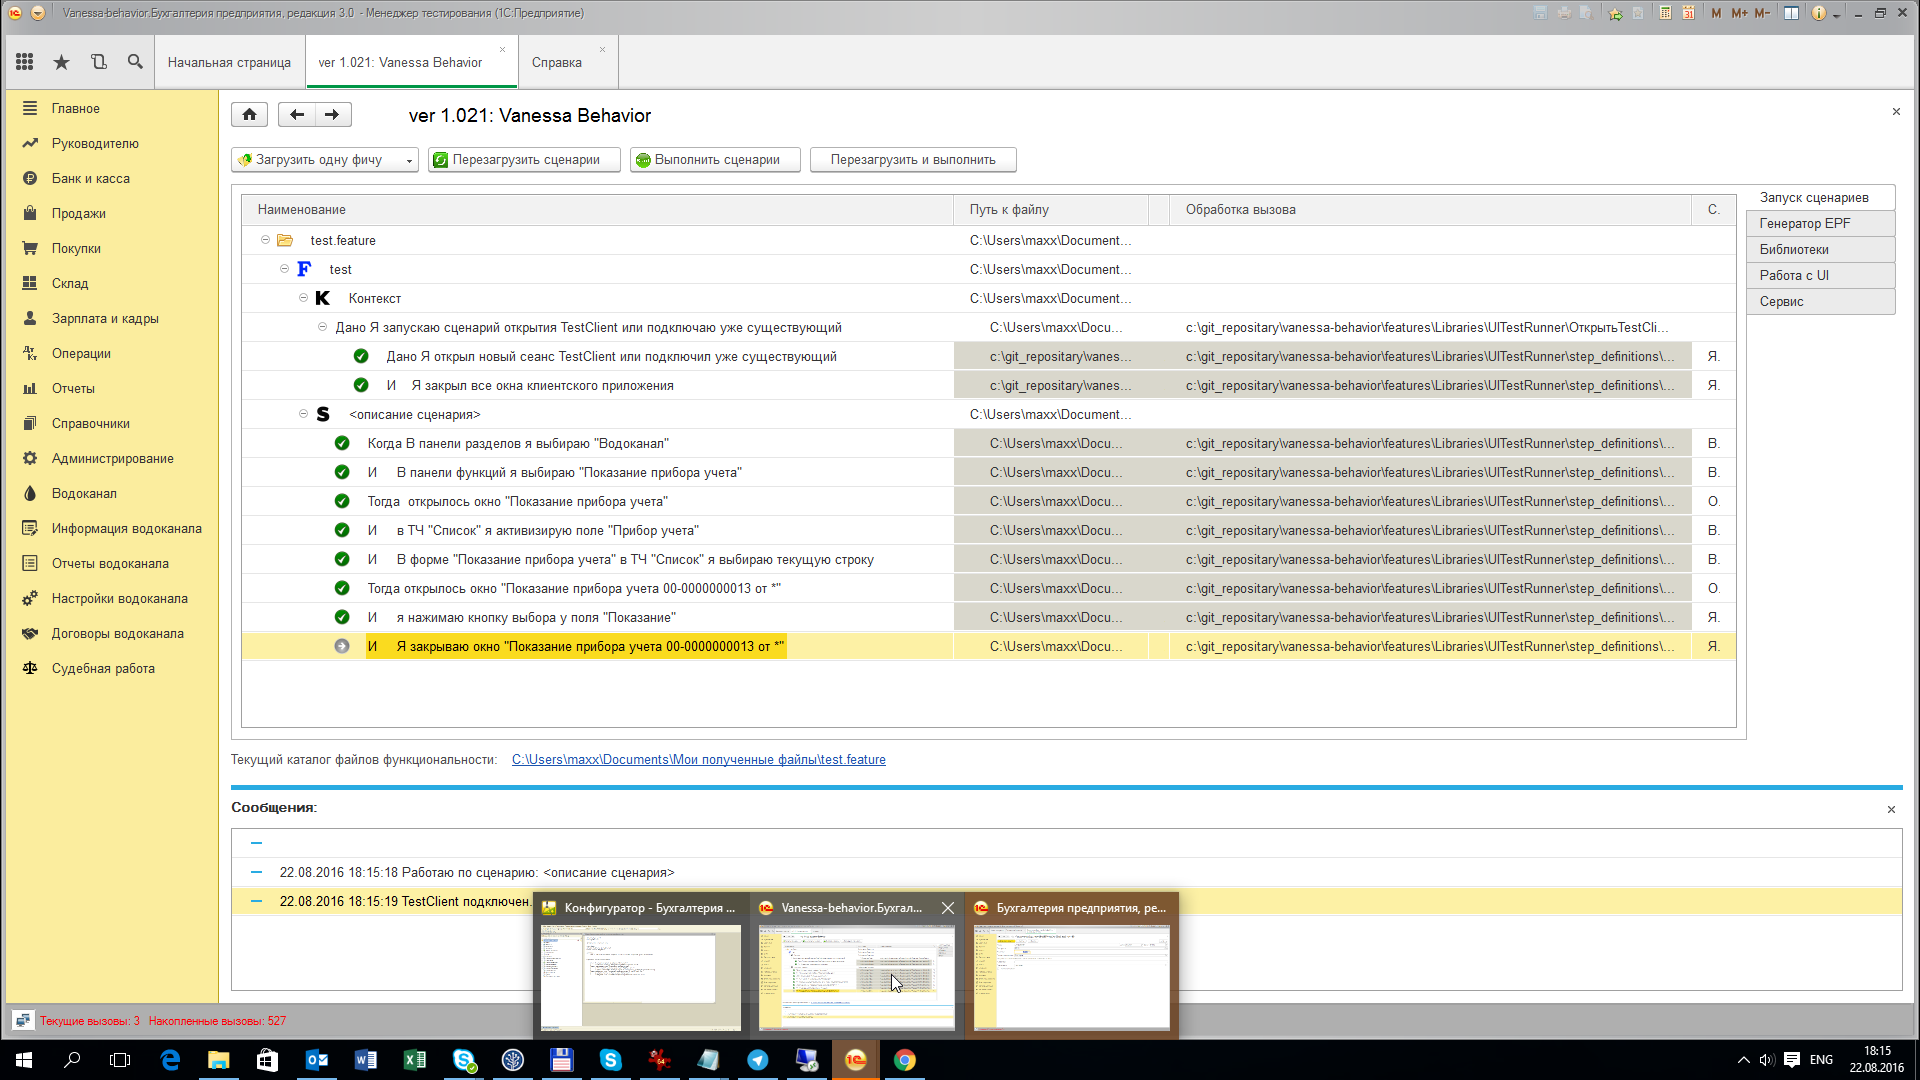 Vanessa-behavior.Бухгалтерия предприятия, редакция 3.0 - Менеджер тестирования (1С:Предприятие)
M M+ M-
Начальная страница
ver 1.021: Vanessa Behavior
Справка
Главное
Руководителю
Банк и касса
Продажи
Покупки
Склад
Зарплата и кадры
Операции
Отчеты
Справочники
Администрирование
Водоканал
Информация водоканала
Отчеты водоканала
Настройки водоканала
Договоры водоканала
Судебная работа
ver 1.021: Vanessa Behavior
Загрузить одну фичу
Перезагрузить сценарии
Выполнить сценарии
Перезагрузить и выполнить
Запуск сценариев
Генератор EPF
Библиотеки
Работа с UI
Сервис
Наименование Путь к файлу Обработка вызова С.
test.feature C:\Users\maxx\Document...
F test C:\Users\maxx\Document...
K Контекст C:\Users\maxx\Document...
Дано Я запускаю сценарий открытия TestClient или подключаю уже существующий C:\Users\maxx\Docu... c:\git_repositary\vanessa-behavior\features\Libraries\UITestRunner\ОткрытьTestCli...
Дано Я открыл новый сеанс TestClient или подключил уже существующий c:\git_repositary\vanes... c:\git_repositary\vanessa-behavior\features\Libraries\UITestRunner\step_definitions\... Я.
И Я закрыл все окна клиентского приложения c:\git_repositary\vanes... c:\git_repositary\vanessa-behavior\features\Libraries\UITestRunner\step_definitions\... Я.
S <описание сценария> C:\Users\maxx\Document...
Когда В панели разделов я выбираю "Водоканал" C:\Users\maxx\Docu... c:\git_repositary\vanessa-behavior\features\Libraries\UITestRunner\step_definitions\... В.
И В панели функций я выбираю "Показание прибора учета" C:\Users\maxx\Docu... c:\git_repositary\vanessa-behavior\features\Libraries\UITestRunner\step_definitions\... В.
Тогда открылось окно "Показание прибора учета" C:\Users\maxx\Docu... c:\git_repositary\vanessa-behavior\features\Libraries\UITestRunner\step_definitions\... О.
И в ТЧ "Список" я активизирую поле "Прибор учета" C:\Users\maxx\Docu... c:\git_repositary\vanessa-behavior\features\Libraries\UITestRunner\step_definitions\... В.
И В форме "Показание прибора учета" в ТЧ "Список" я выбираю текущую строку C:\Users\maxx\Docu... c:\git_repositary\vanessa-behavior\features\Libraries\UITestRunner\step_definitions\... В.
Тогда открылось окно "Показание прибора учета 00-0000000013 от *" C:\Users\maxx\Docu... c:\git_repositary\vanessa-behavior\features\Libraries\UITestRunner\step_definitions\... О.
И я нажимаю кнопку выбора у поля "Показание" C:\Users\maxx\Docu... c:\git_repositary\vanessa-behavior\features\Libraries\UITestRunner\step_definitions\... Я.
И Я закрываю окно "Показание прибора учета 00-0000000013 от *" C:\Users\maxx\Docu... c:\git_repositary\vanessa-behavior\features\Libraries\UITestRunner\step_definitions\... Я.
Текущий каталог файлов функциональности: C:\Users\maxx\Documents\Мои полученные файлы\test.feature
Сообщения:
22.08.2016 18:15:18 Работаю по сценарию: <описание сценария>
22.08.2016 18:15:19 TestClient подключен.
Конфигуратор - Бухгалтерия ...
Vanessa-behavior.Бухгал...
Бухгалтерия предприятия, ре...
Текущие вызовы: 3 Накопленные вызовы: 527
ENG
18:15
22.08.2016